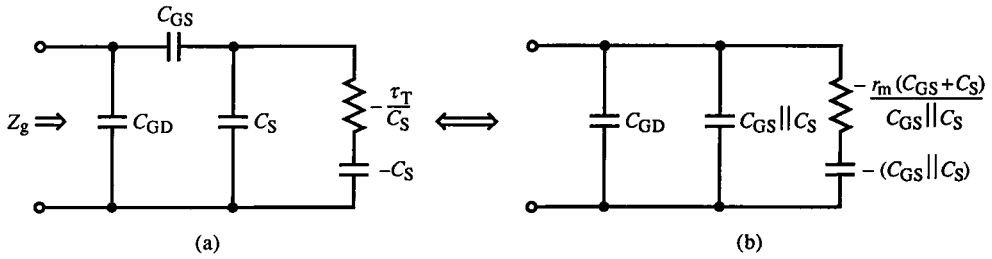 C_GS
Z_g ⇒
C_GD
C_S
- τ_T / C_S
-C_S
(a)
C_GD
C_GS||C_S
- r_m (C_GS+C_S) / C_GS||C_S
- (C_GS||C_S)
(b)